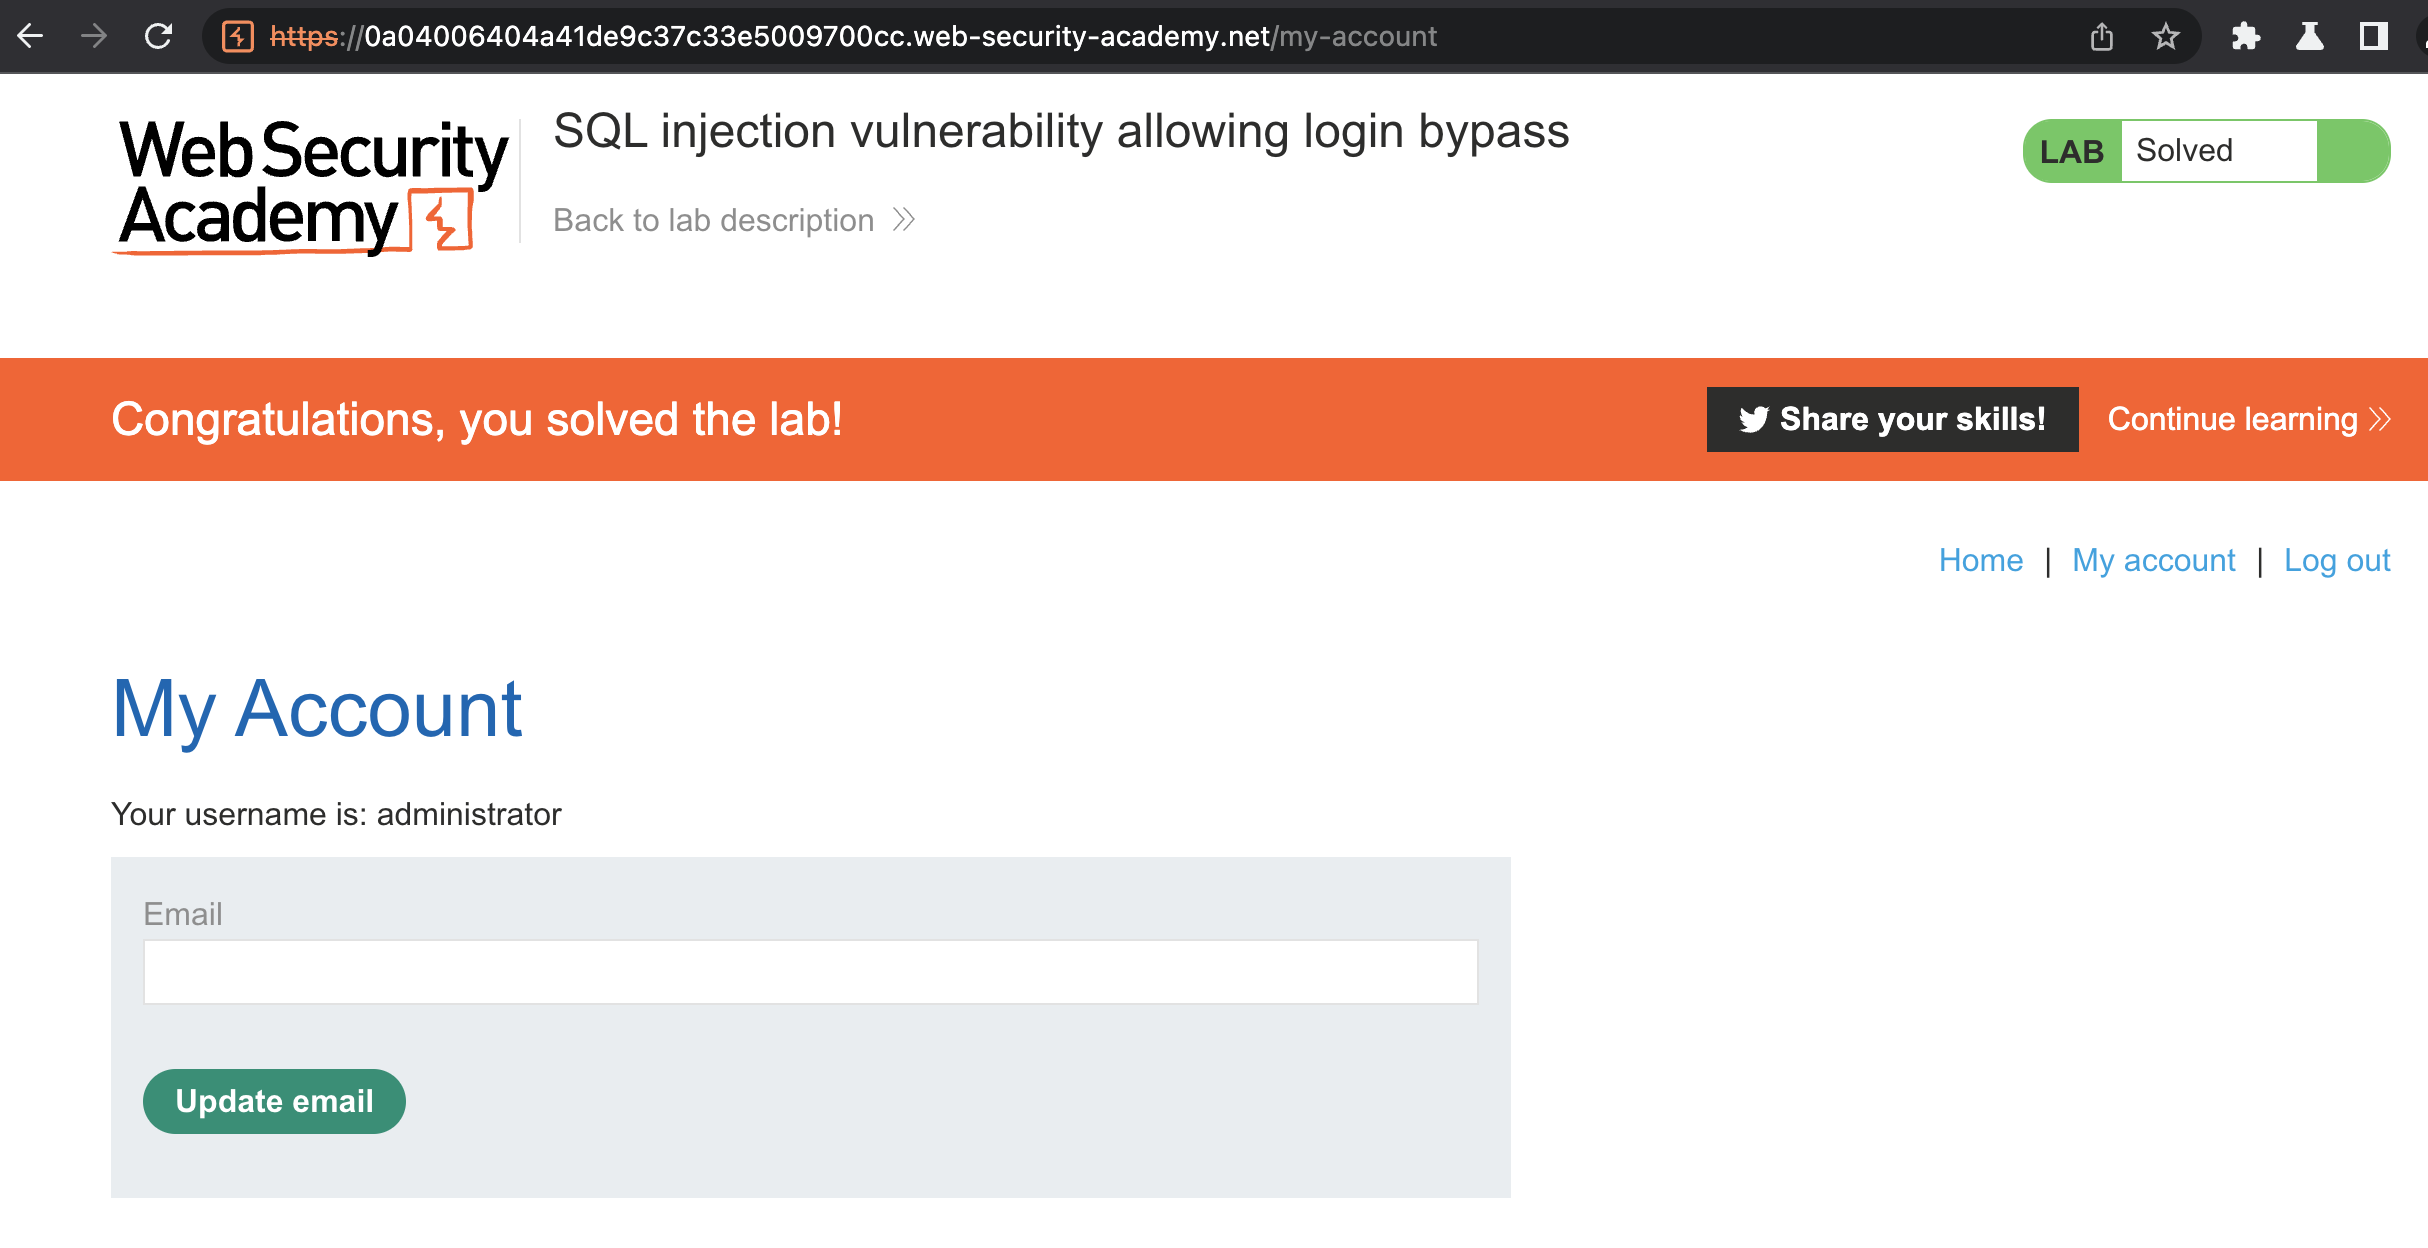 https://0a04006404a41de9c37c33e5009700cc.web-security-academy.net/my-account
Web Security
Academy
SQL injection vulnerability allowing login bypass
Back to lab description
LAB Solved
Congratulations, you solved the lab!
Share your skills!
Continue learning
Home | My account | Log out
My Account
Your username is: administrator
Email
Update email